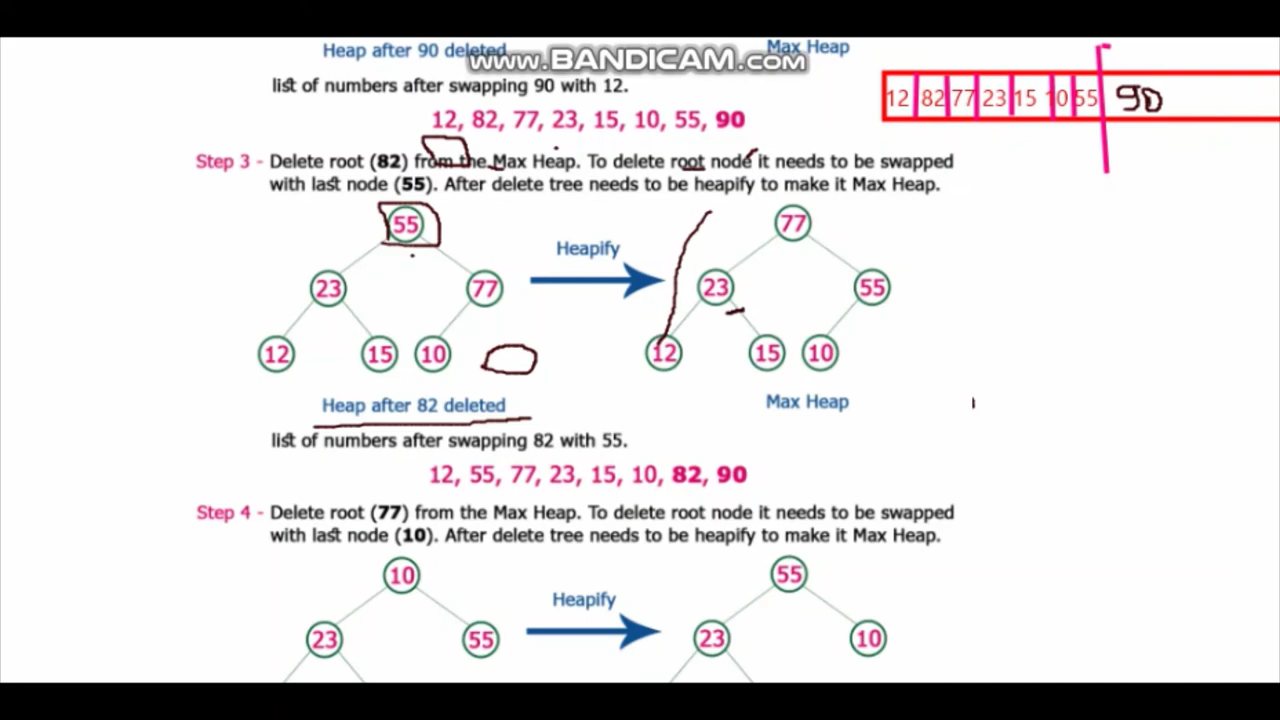 Heap after 90 deleted
Max Heap
www.BANDICAM.com
list of numbers after swapping 90 with 12.
12 82 77 23 15 10 55 90
12, 82, 77, 23, 15, 10, 55, 90
Step 3 - Delete root (82) from the Max Heap. To delete root node it needs to be swapped
with last node (55). After delete tree needs to be heapify to make it Max Heap.
55
77
Heapify
23
77
23
55
12
15
10
12
15
10
Heap after 82 deleted
Max Heap
list of numbers after swapping 82 with 55.
12, 55, 77, 23, 15, 10, 82, 90
Step 4 - Delete root (77) from the Max Heap. To delete root node it needs to be swapped
with last node (10). After delete tree needs to be heapify to make it Max Heap.
10
55
Heapify
23
55
23
10